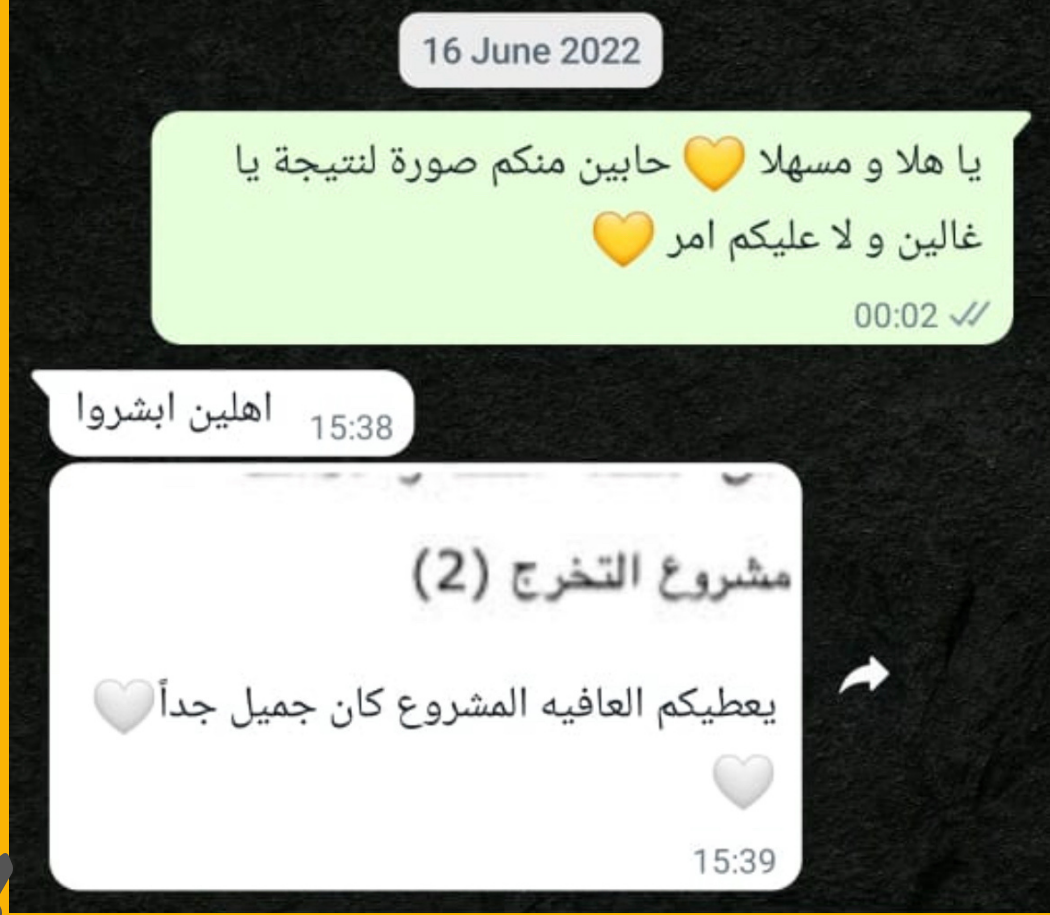 16 June 2022
يا هلا و مسهلا 💛 حابين منكم صورة لنتيجة يا
غالين و لا عليكم امر 💛
00:02
اهلين ابشروا
15:38
مشروع التخرج (2)
يعطيكم العافيه المشروع كان جميل جداً🤍
🤍
15:39